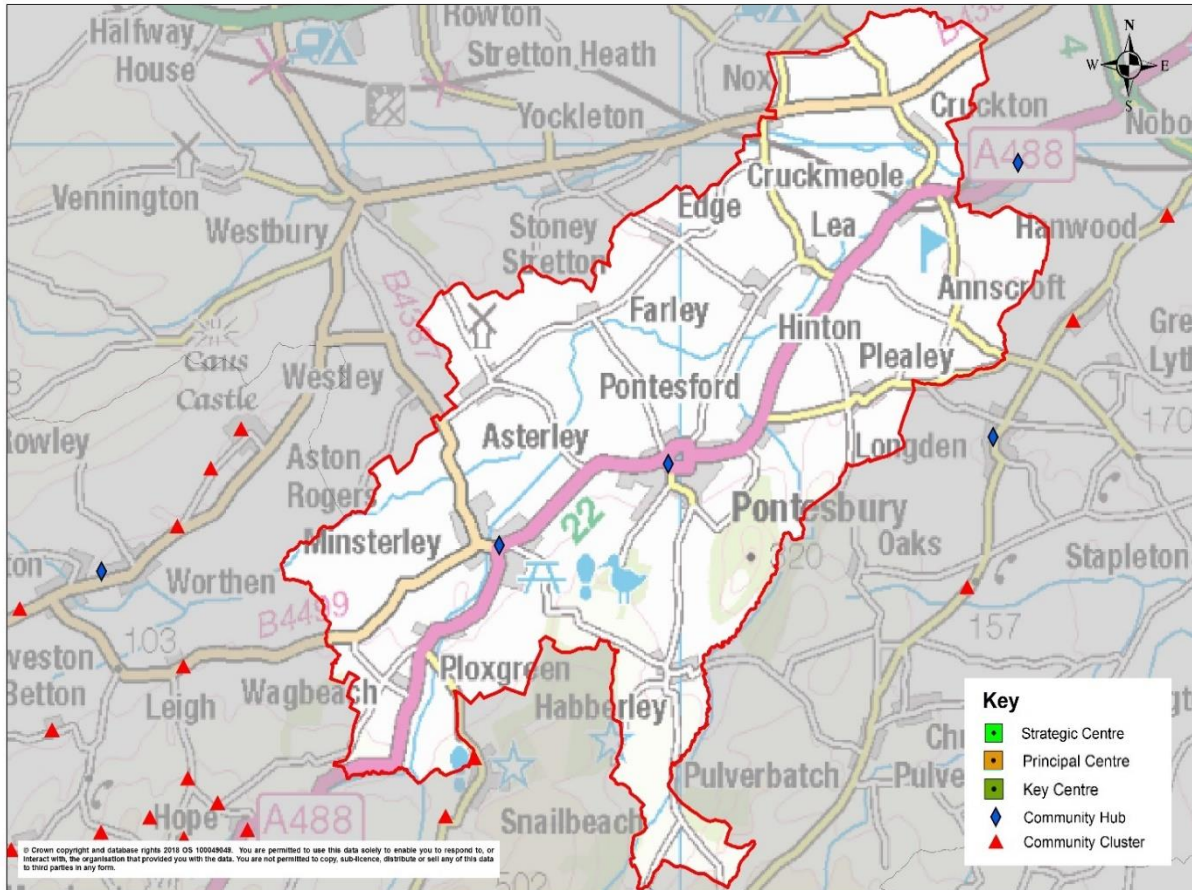 Halfway
House
Rowton
Stretton Heath
Nox
Yockleton
Cruckton
N
W
E
S
4
A488
Vennington
Westbury
Stoney
Stretton
Edge
Cruckmeole
Lea
Hanwood
B4387
Farley
Hinton
Annscroft
Caus
Castle
Westley
Pontesford
Plealey
170
Rowley
Aston
Rogers
Asterley
Longden
22
Pontesbury
Minsterley
Oaks
Stapleton
Worthen
B4499
103
157
Betton
Leigh
Wagbeach
Ploxgreen
Habberley
Pulverbatch
Hope
A488
Snailbeach
502
Key
Strategic Centre
Principal Centre
Key Centre
Community Hub
Community Cluster
© Crown copyright and database rights 2018 OS 100049049. You are permitted to use this data solely to enable you to respond to, or
interact with, the organisation that provided you with the data. You are not permitted to copy, sub-licence, distribute or sell any of this data
to third parties in any form.